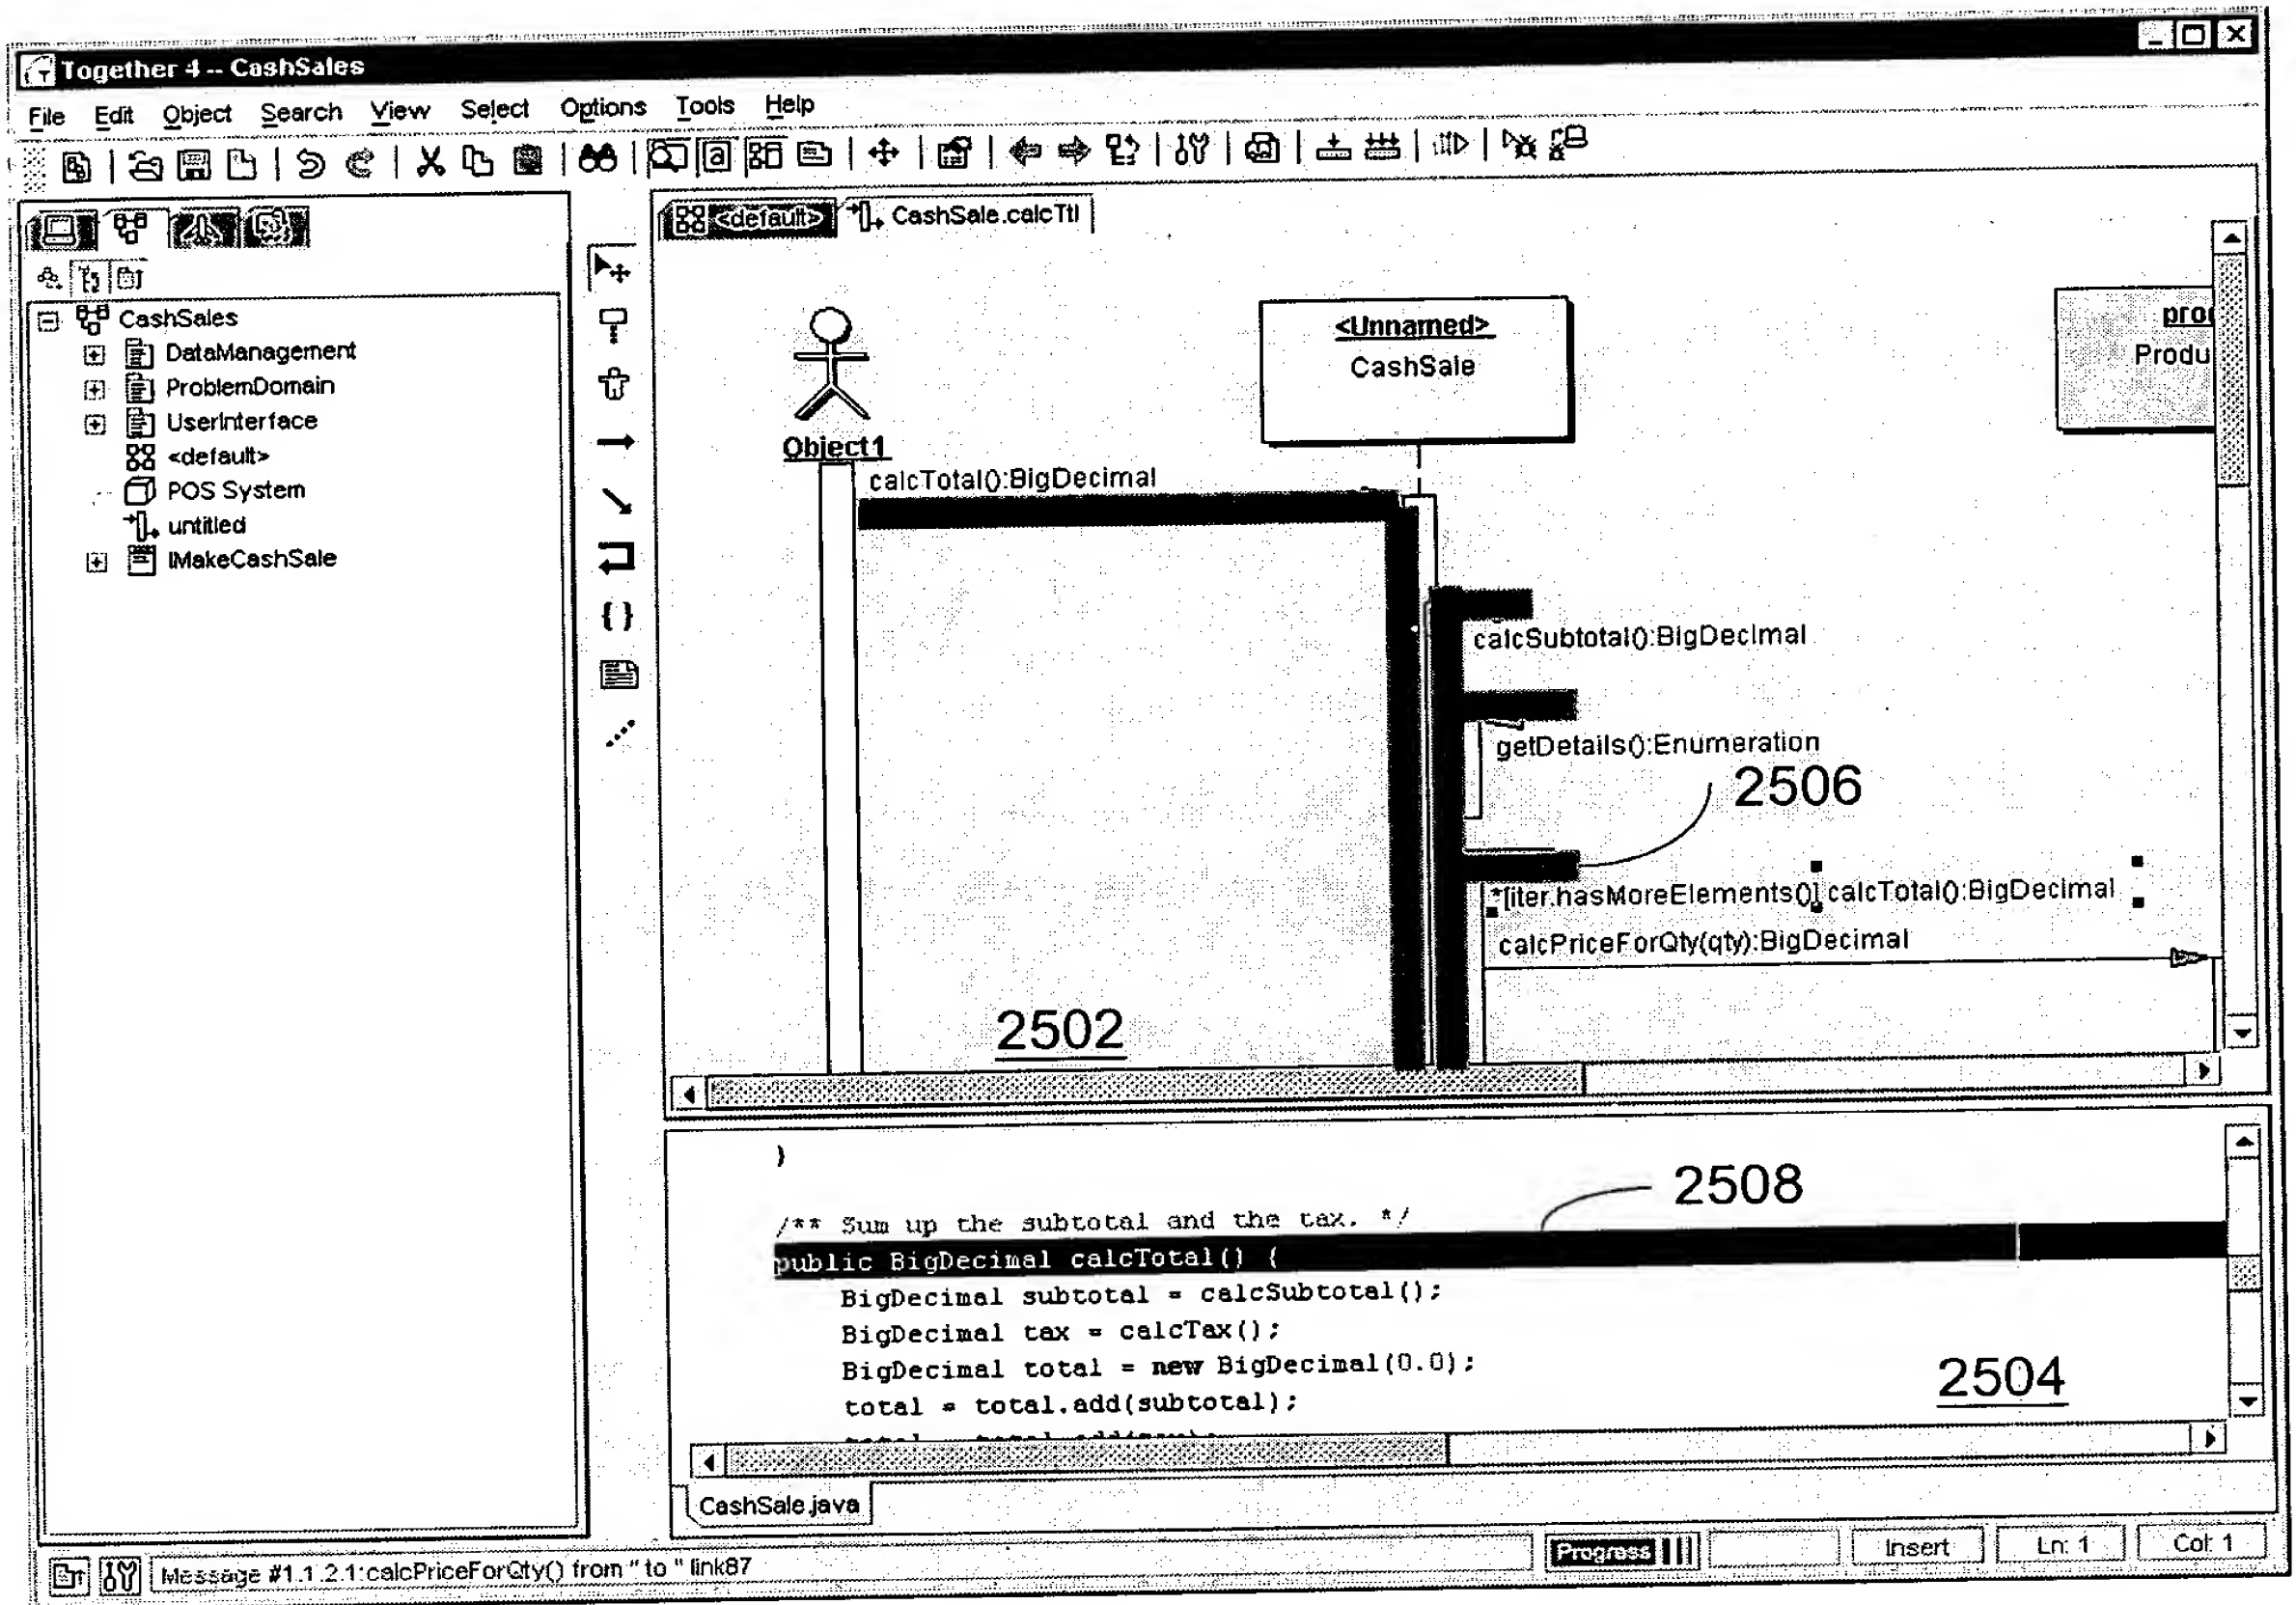 Together 4 -- CashSales
File Edit Object Search View Select Options Tools Help
<default> CashSale.calcTtl
CashSales
DataManagement
ProblemDomain
UserInterface
<default>
POS System
untitled
IMakeCashSale
Object1
<Unnamed>
CashSale
Produ
calcTotal():BigDecimal
calcSubtotal():BigDecimal
getDetails():Enumeration
2506
*[iter.hasMoreElements()] calcTotal():BigDecimal
calcPriceForQty(qty):BigDecimal
2502
}
2508
/** Sum up the subtotal and the tax. */
public BigDecimal calcTotal() {
BigDecimal subtotal = calcSubtotal();
BigDecimal tax = calcTax();
BigDecimal total = new BigDecimal(0.0);
total = total.add(subtotal);
2504
CashSale.java
Message #1.1.2.1:calcPriceForQty() from '' to '' link87
Progress Insert Ln: 1 Col: 1